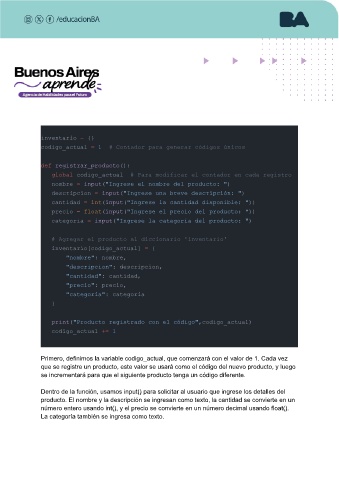 /educacionBA
BA
Buenos Aires
aprende
Agencia de Habilidades para el Futuro
inventario = {}
codigo_actual = 1  # Contador para generar códigos únicos
def registrar_producto():
global codigo_actual  # Para modificar el contador en cada registro
nombre = input("Ingrese el nombre del producto: ")
descripcion = input("Ingrese una breve descripción: ")
cantidad = int(input("Ingrese la cantidad disponible: "))
precio = float(input("Ingrese el precio del producto: "))
categoria = input("Ingrese la categoría del producto: ")
# Agregar el producto al diccionario 'inventario'
inventario[codigo_actual] = {
"nombre": nombre,
"descripcion": descripcion,
"cantidad": cantidad,
"precio": precio,
"categoria": categoria
}
print("Producto registrado con el código",codigo_actual)
codigo_actual += 1
Primero, definimos la variable codigo_actual, que comenzará con el valor de 1. Cada vez
que se registre un producto, este valor se usará como el código del nuevo producto, y luego
se incrementará para que el siguiente producto tenga un código diferente.
Dentro de la función, usamos input() para solicitar al usuario que ingrese los detalles del
producto. El nombre y la descripción se ingresan como texto, la cantidad se convierte en un
número entero usando int(), y el precio se convierte en un número decimal usando float().
La categoría también se ingresa como texto.